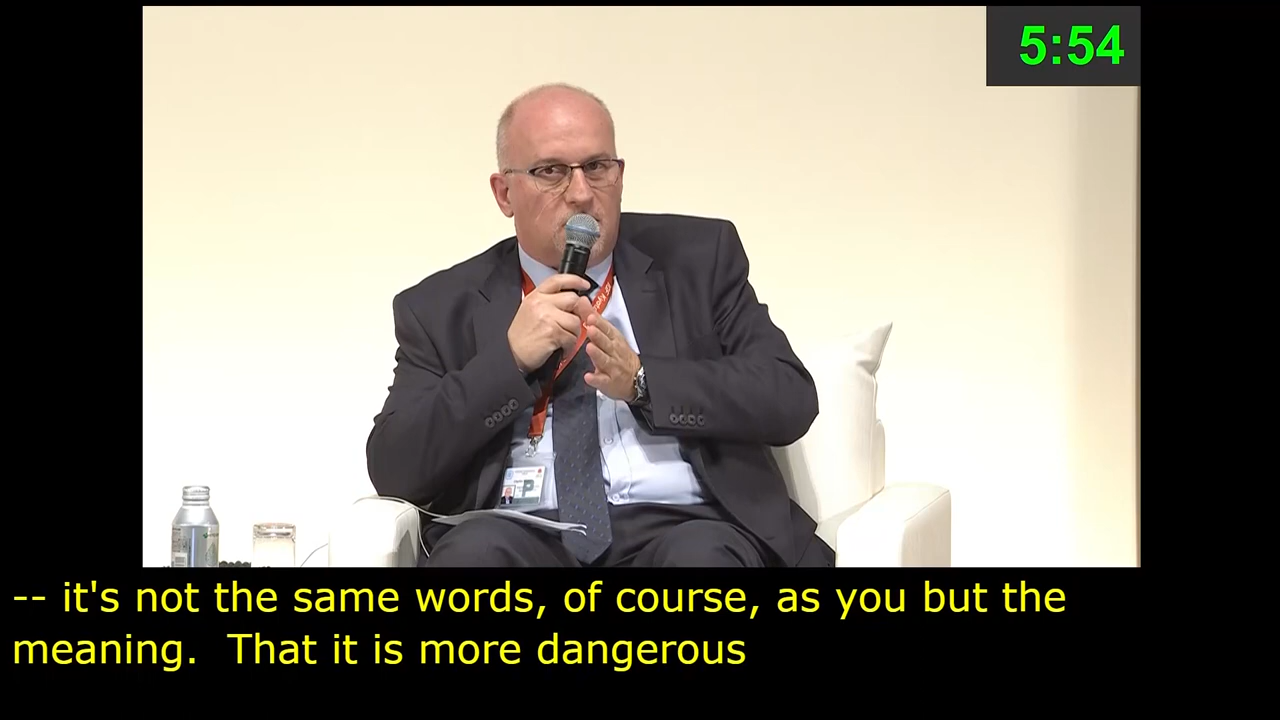 5:54
-- it's not the same words, of course, as you but the
meaning.  That it is more dangerous